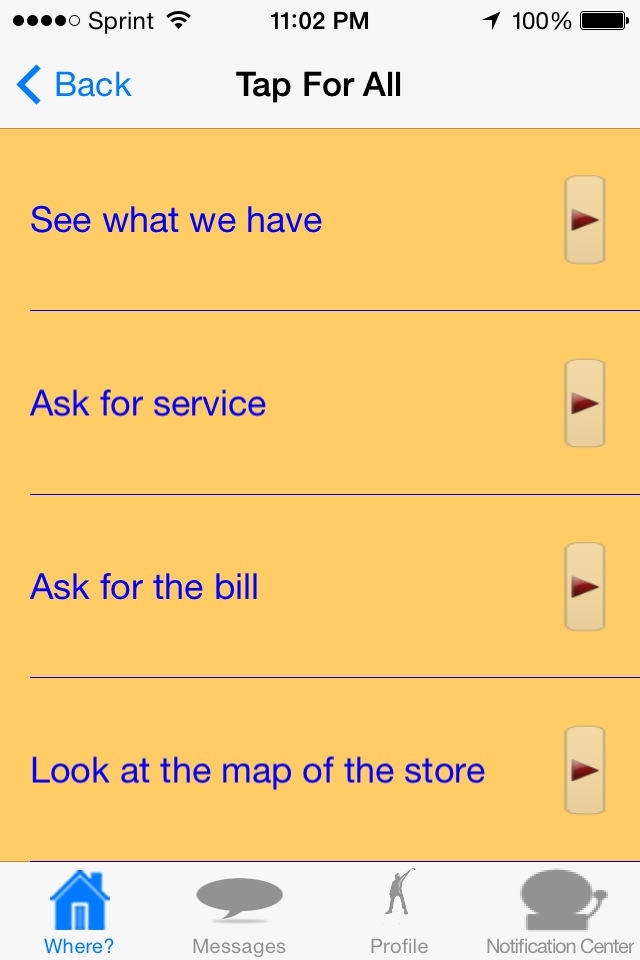 Sprint 11:02 PM 100%
Back Tap For All
See what we have
Ask for service
Ask for the bill
Look at the map of the store
Where? Messages Profile Notification Center